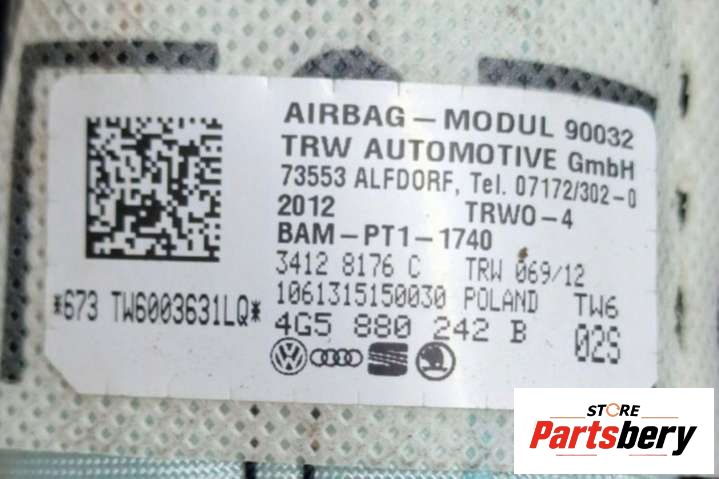 AIRBAG-MODUL 90032
TRW AUTOMOTIVE GmbH
73553 ALFDORF, Tel. 07172/302-0
2012 TRWO-4
BAM-PT1-1740
3412 8176 C TRW 069/12
*673 TW6003631LQ* 1061315150030 POLAND TW6
4G5 880 242 B 02S
STORE
Partsbery